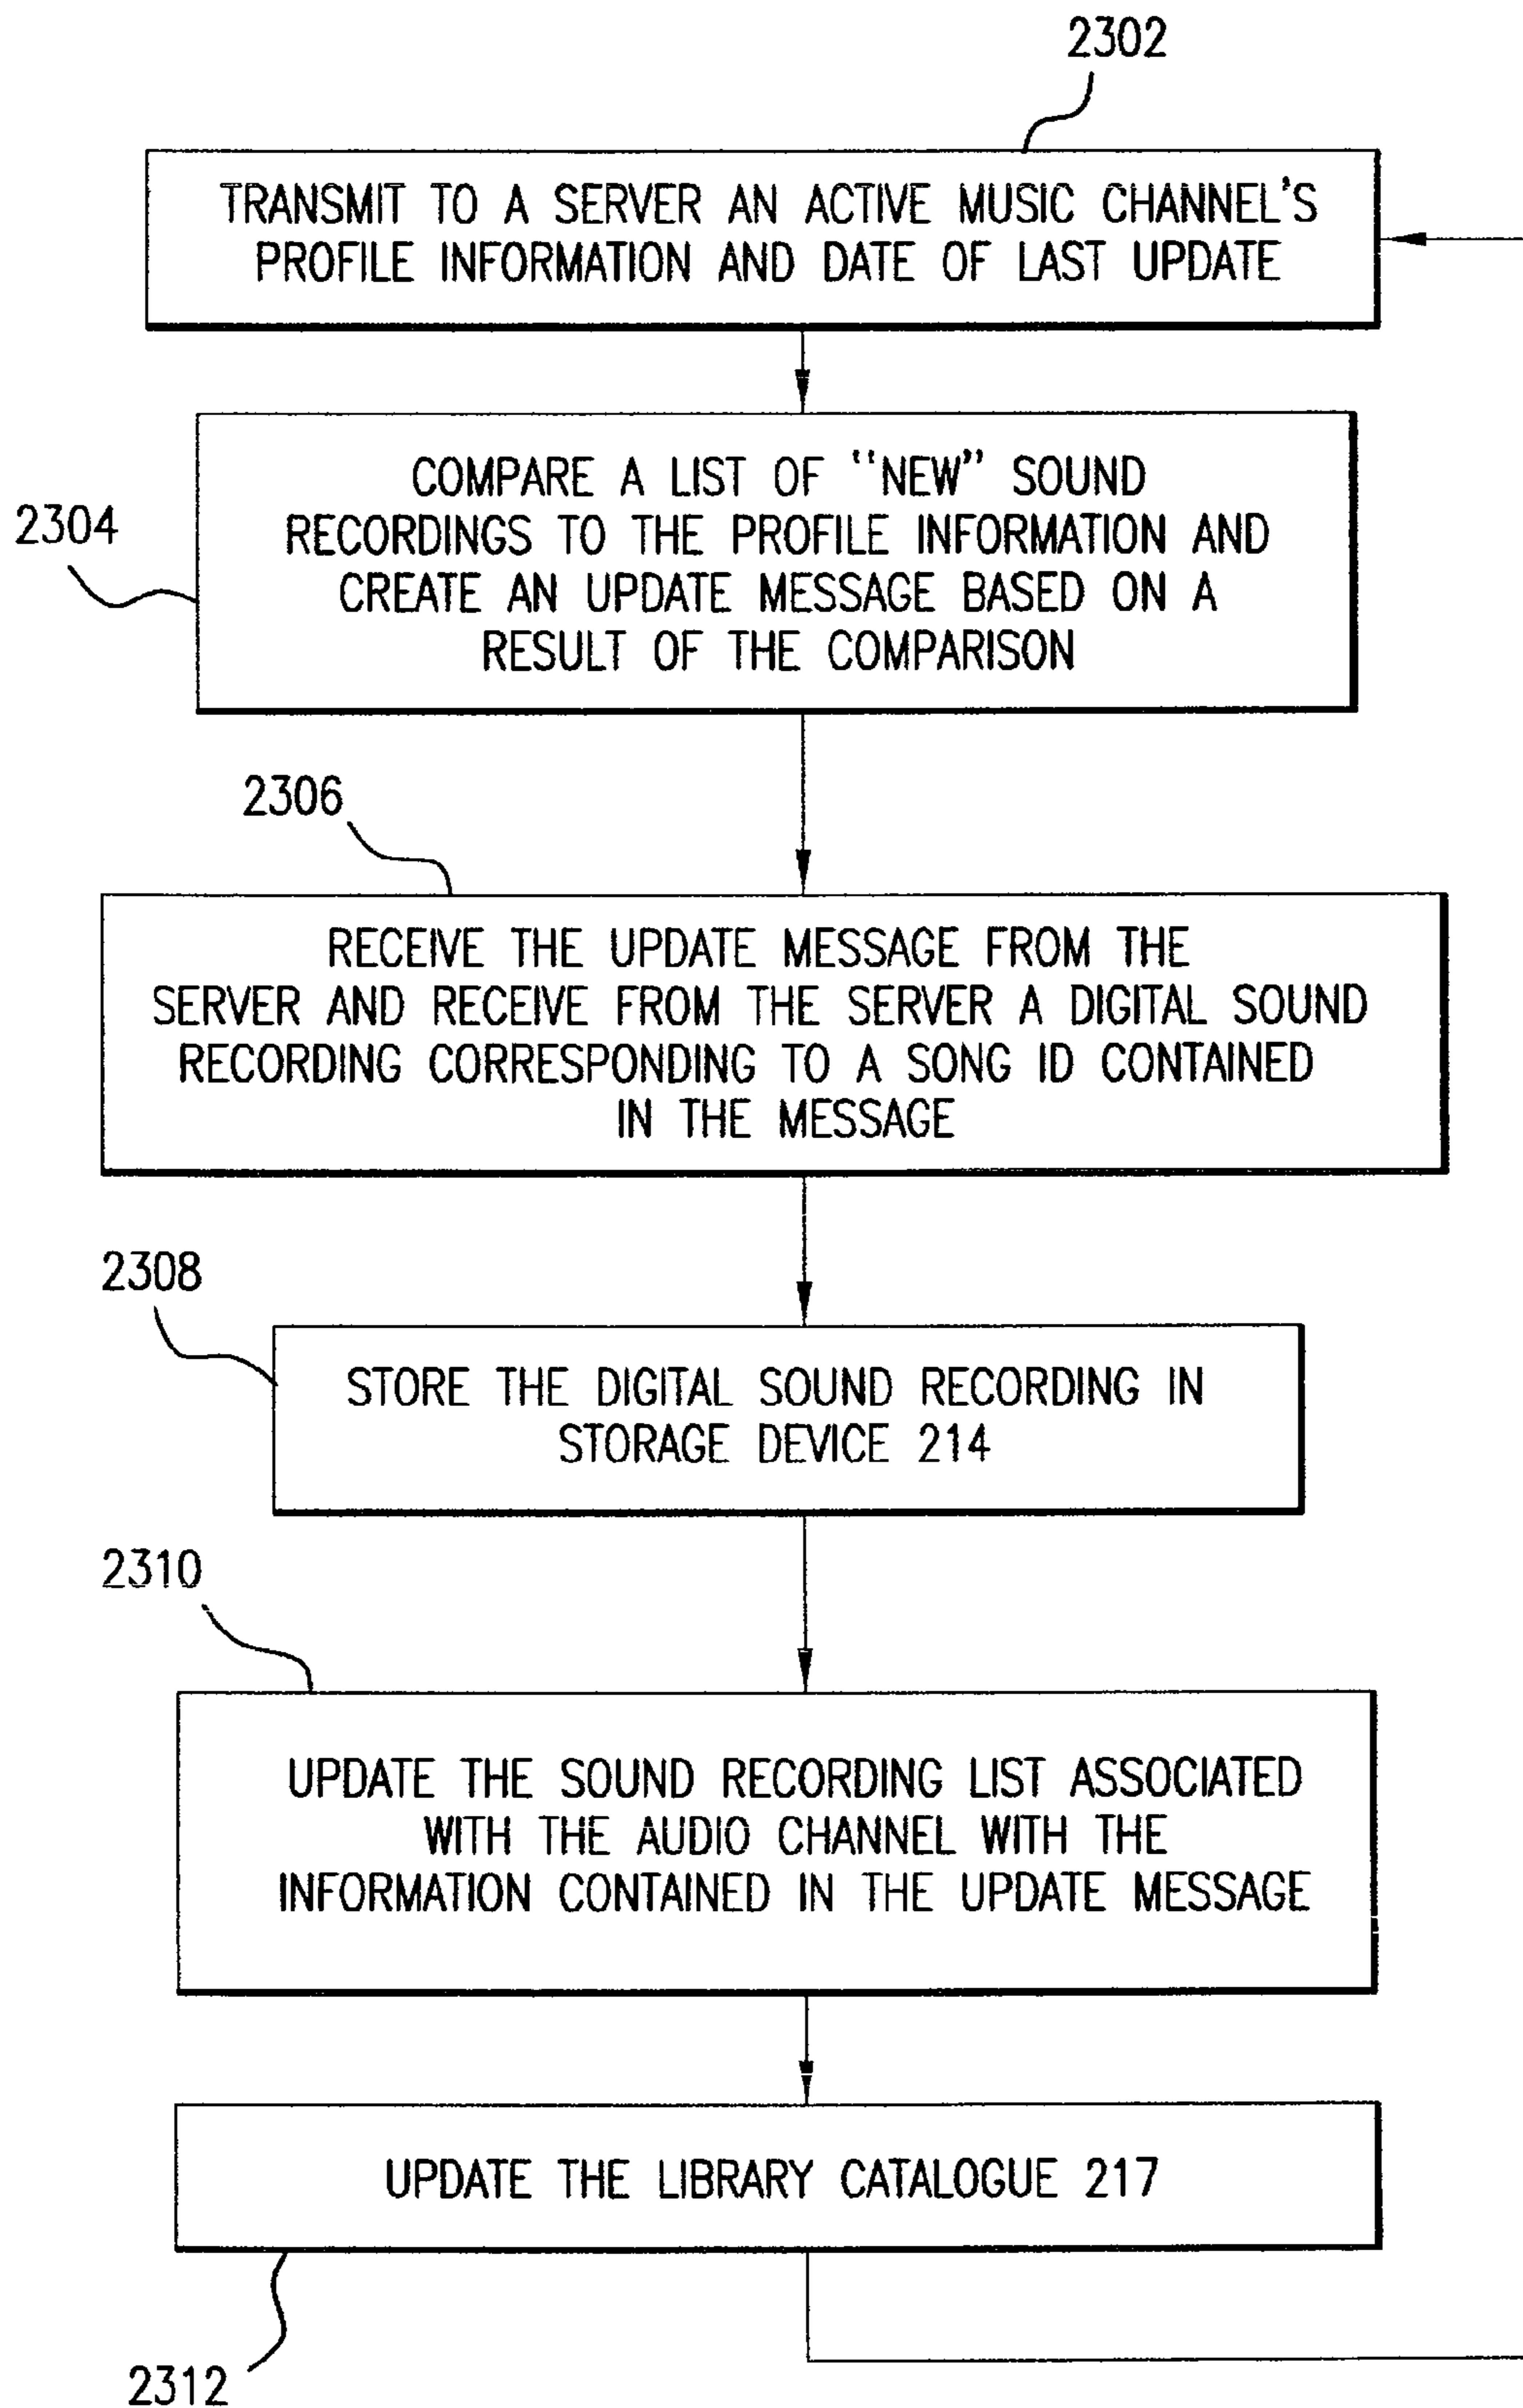 2302
TRANSMIT TO A SERVER AN ACTIVE MUSIC CHANNEL'S
PROFILE INFORMATION AND DATE OF LAST UPDATE
2304
COMPARE A LIST OF "NEW" SOUND
RECORDINGS TO THE PROFILE INFORMATION AND
CREATE AN UPDATE MESSAGE BASED ON A
RESULT OF THE COMPARISON
2306
RECEIVE THE UPDATE MESSAGE FROM THE
SERVER AND RECEIVE FROM THE SERVER A DIGITAL SOUND
RECORDING CORRESPONDING TO A SONG ID CONTAINED
IN THE MESSAGE
2308
STORE THE DIGITAL SOUND RECORDING IN
STORAGE DEVICE 214
2310
UPDATE THE SOUND RECORDING LIST ASSOCIATED
WITH THE AUDIO CHANNEL WITH THE
INFORMATION CONTAINED IN THE UPDATE MESSAGE
UPDATE THE LIBRARY CATALOGUE 217
2312